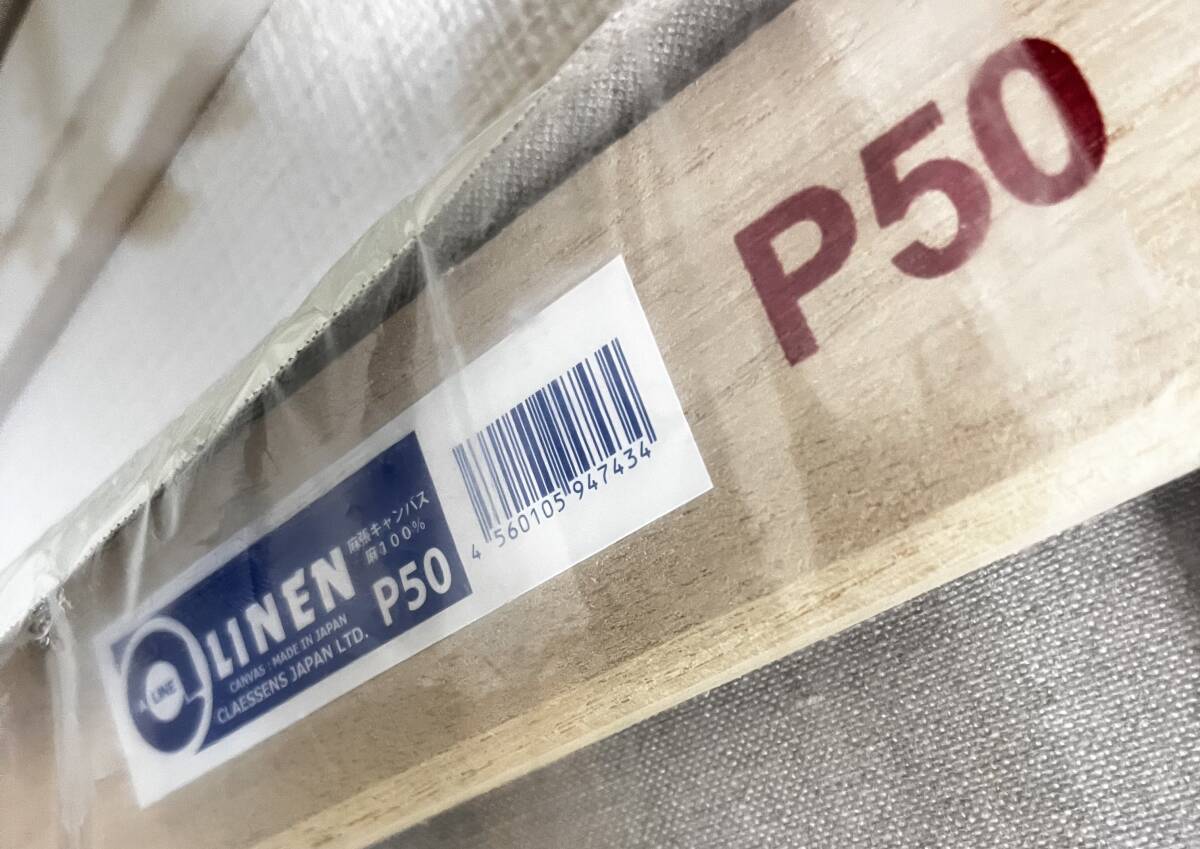 P50
A LINE
LINEN
麻張キャンバス
麻100%
CANVAS : MADE IN JAPAN
P50
CLAESSENS JAPAN LTD.
4 560105 947434